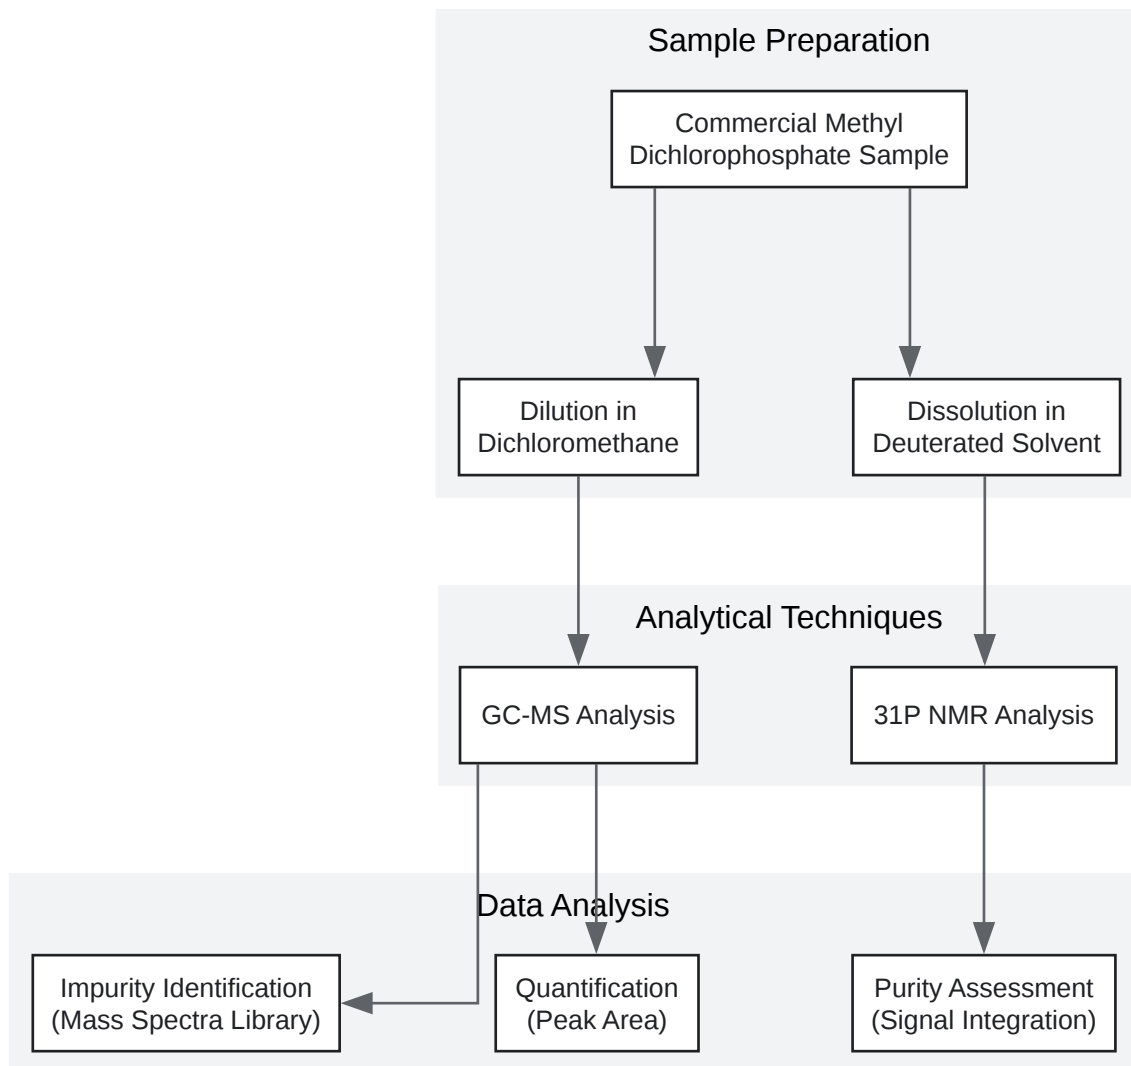 Sample Preparation
Commercial Methyl
Dichlorophosphate Sample
Dilution in
Dichloromethane
Dissolution in
Deuterated Solvent
Analytical Techniques
GC-MS Analysis
31P NMR Analysis
Data Analysis
Impurity Identification
(Mass Spectra Library)
Quantification
(Peak Area)
Purity Assessment
(Signal Integration)